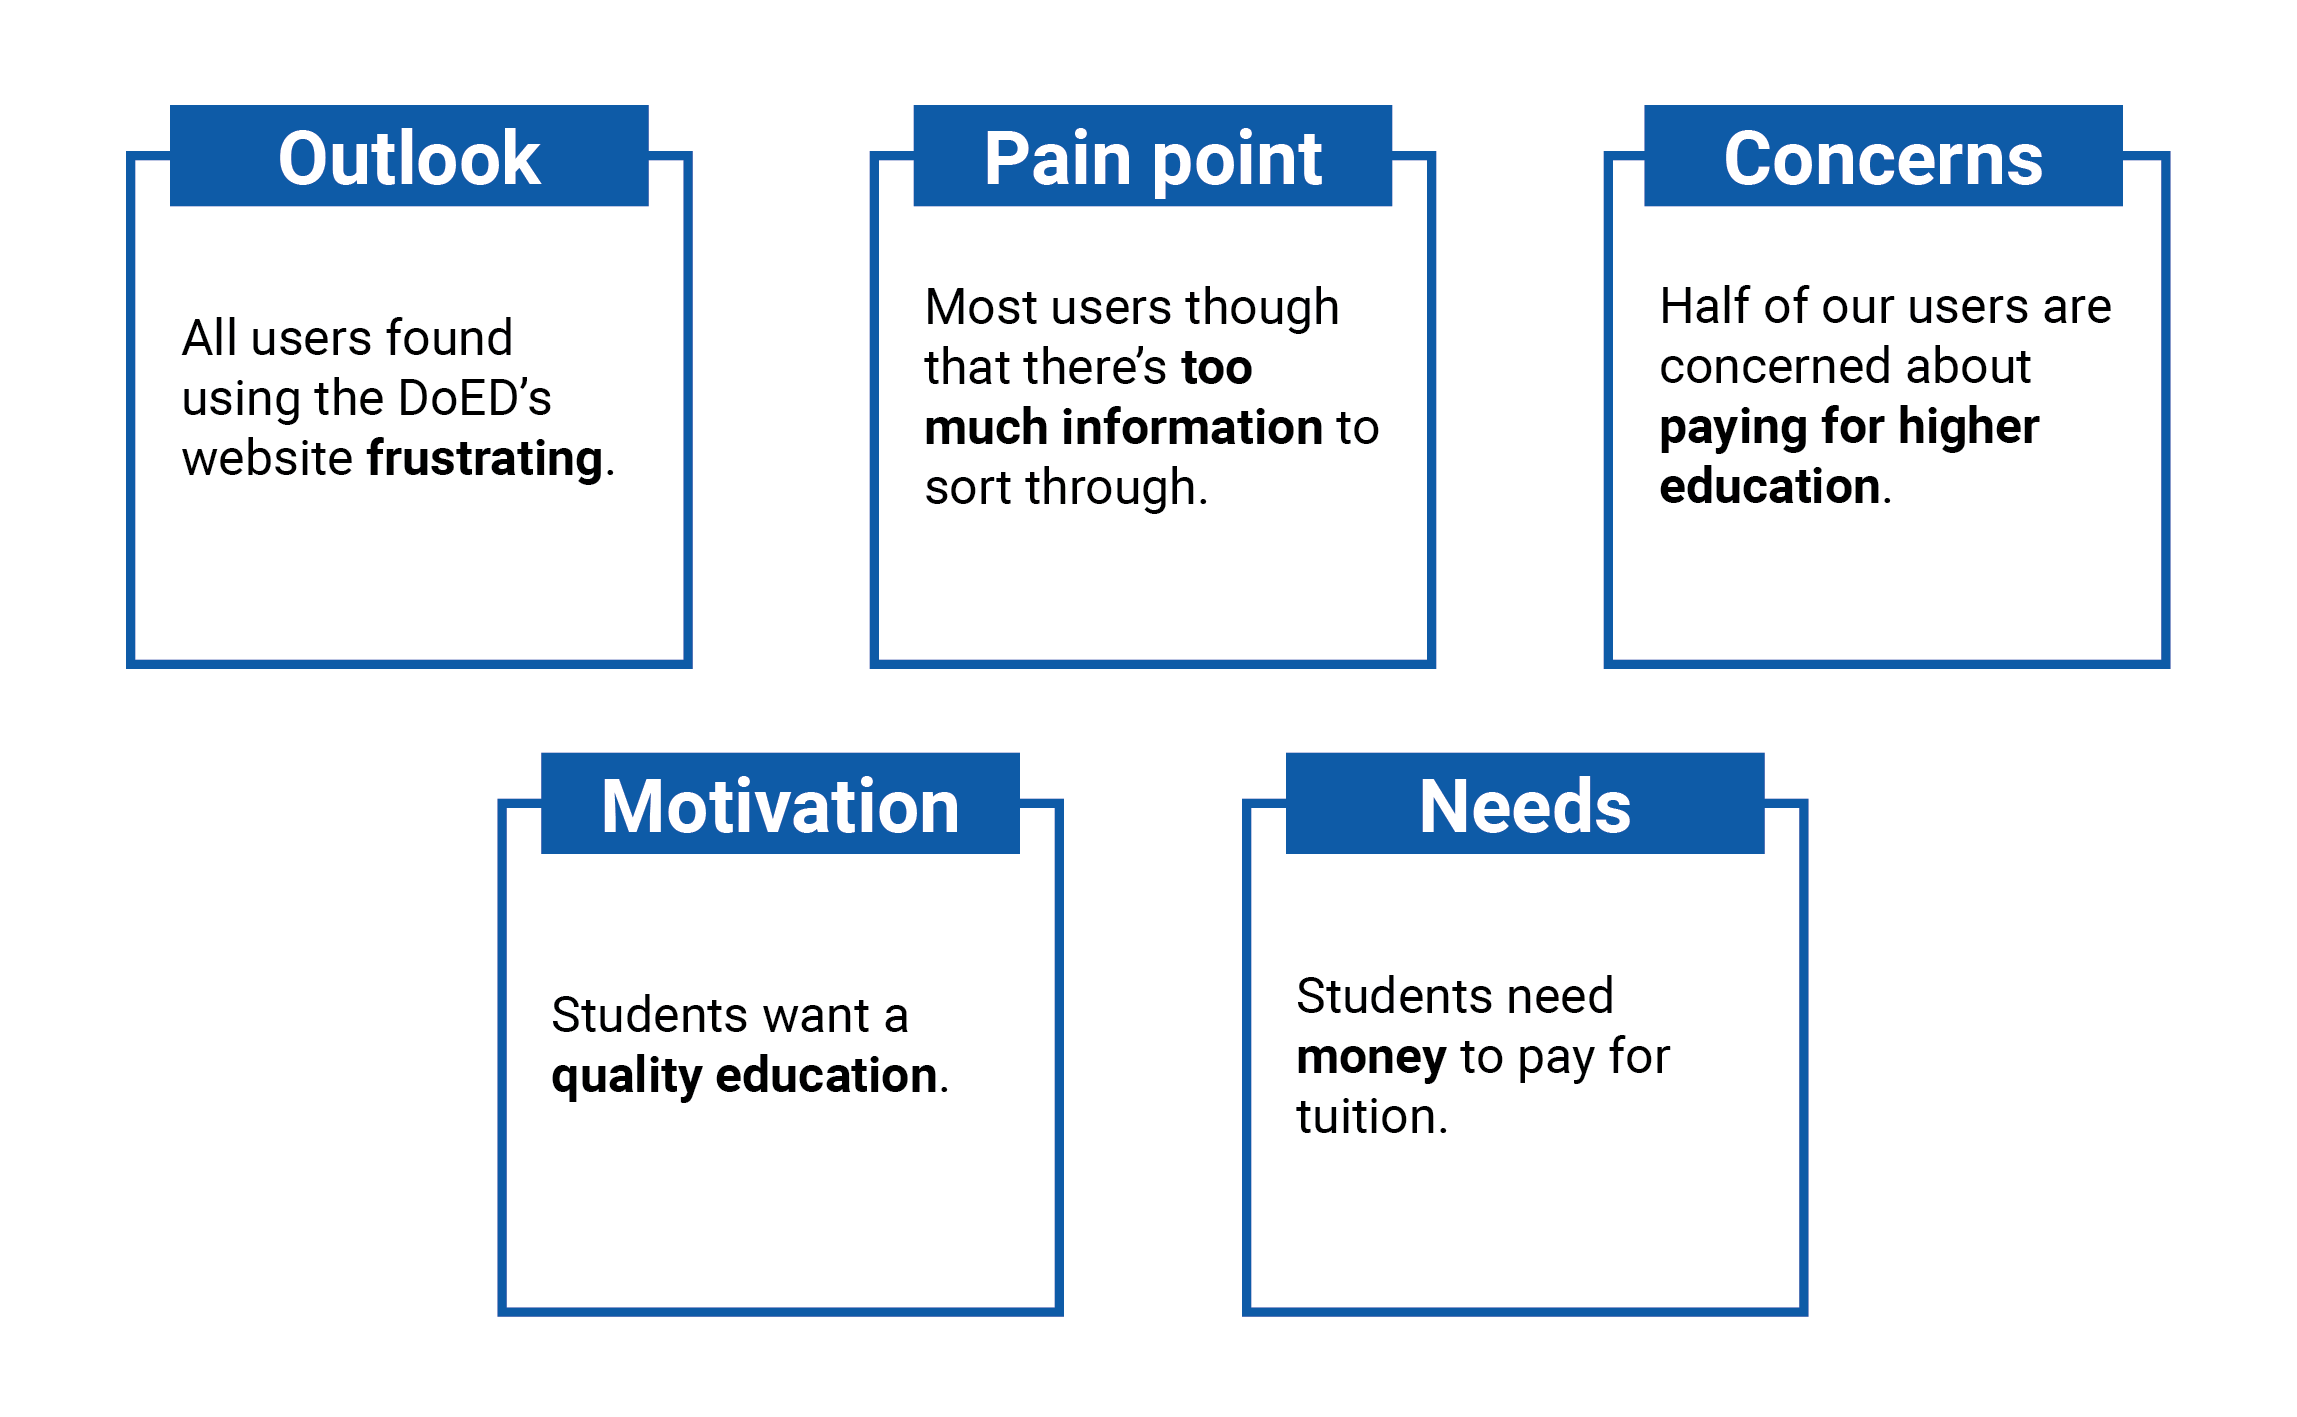 Outlook
All users found
using the DoED’s
website frustrating.
Pain point
Most users though
that there’s too
much information to
sort through.
Concerns
Half of our users are
concerned about
paying for higher
education.
Motivation
Students want a
quality education.
Needs
Students need
money to pay for
tuition.